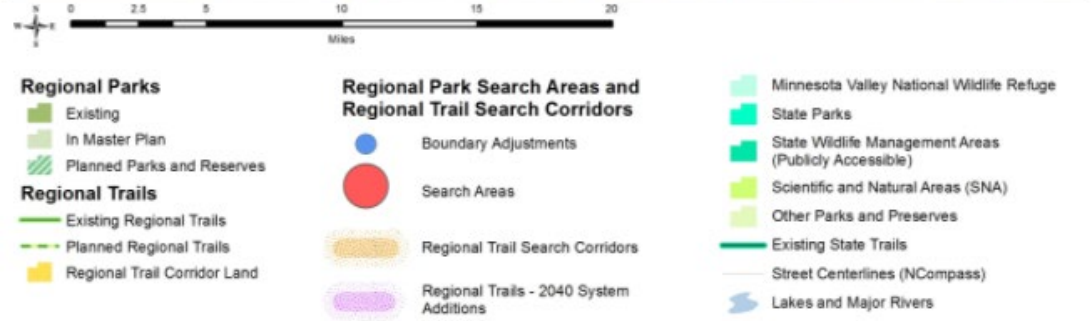 N
W E
S
0 2.5 5 10 15 20
Miles
Regional Parks
Existing
In Master Plan
Planned Parks and Reserves
Regional Trails
Existing Regional Trails
Planned Regional Trails
Regional Trail Corridor Land
Regional Park Search Areas and
Regional Trail Search Corridors
Boundary Adjustments
Search Areas
Regional Trail Search Corridors
Regional Trails - 2040 System
Additions
Minnesota Valley National Wildlife Refuge
State Parks
State Wildlife Management Areas
(Publicly Accessible)
Scientific and Natural Areas (SNA)
Other Parks and Preserves
Existing State Trails
Street Centerlines (NCompass)
Lakes and Major Rivers